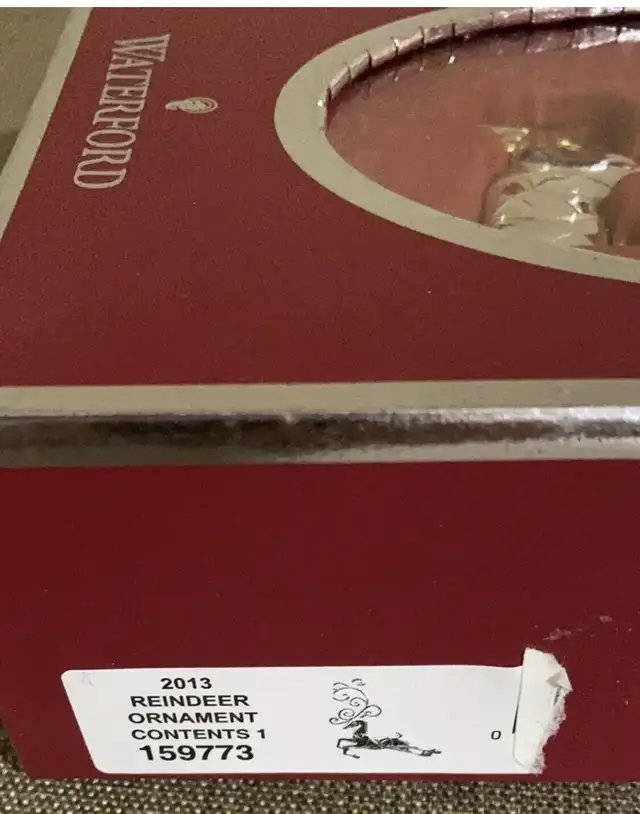 WATERFORD
2013
REINDEER
ORNAMENT
CONTENTS 1
159773
0